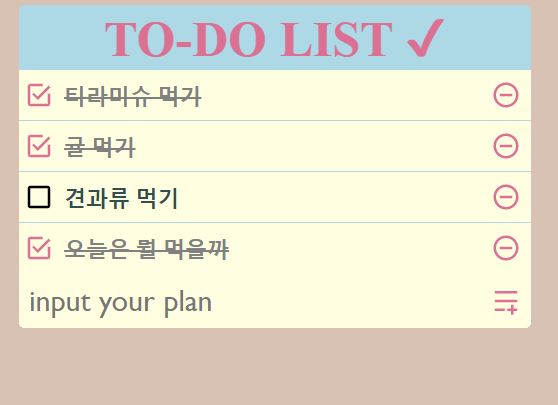 TO-DO LIST ✓
티라미슈 먹기
귤 먹기
견과류 먹기
오늘은 뭘 먹을까
input your plan